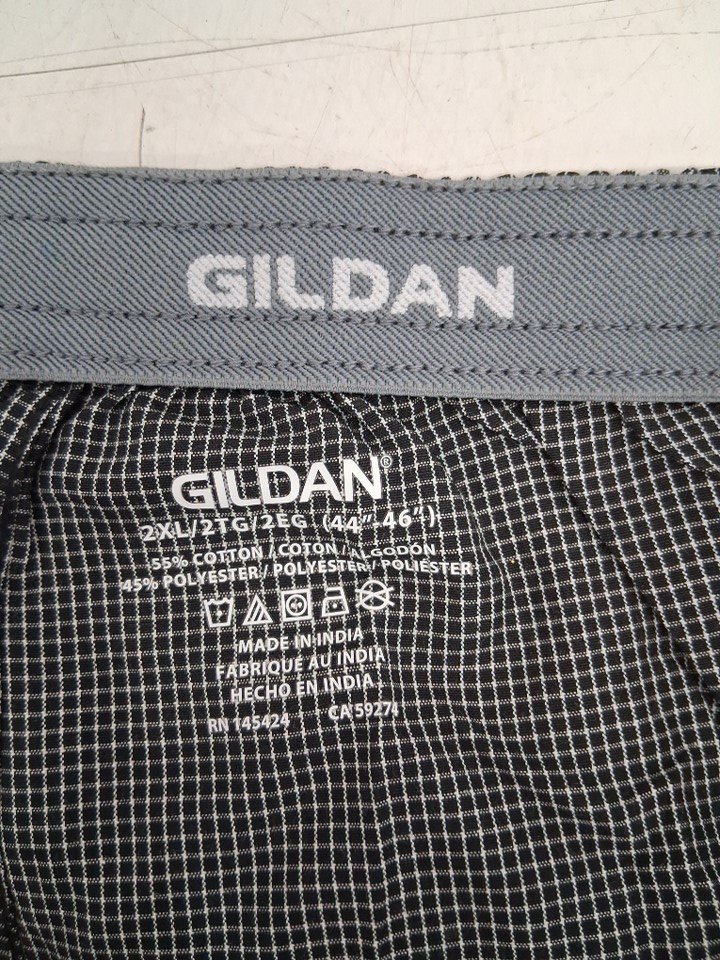 GILDAN
GILDAN®
2XL/2TG/2EG (44"-46")
55% COTTON / COTON / ALGODÓN
45% POLYESTER / POLYESTER / POLIÉSTER
MADE IN INDIA
FABRIQUÉ AU INDIA
HECHO EN INDIA
RN 145424 CA 59274